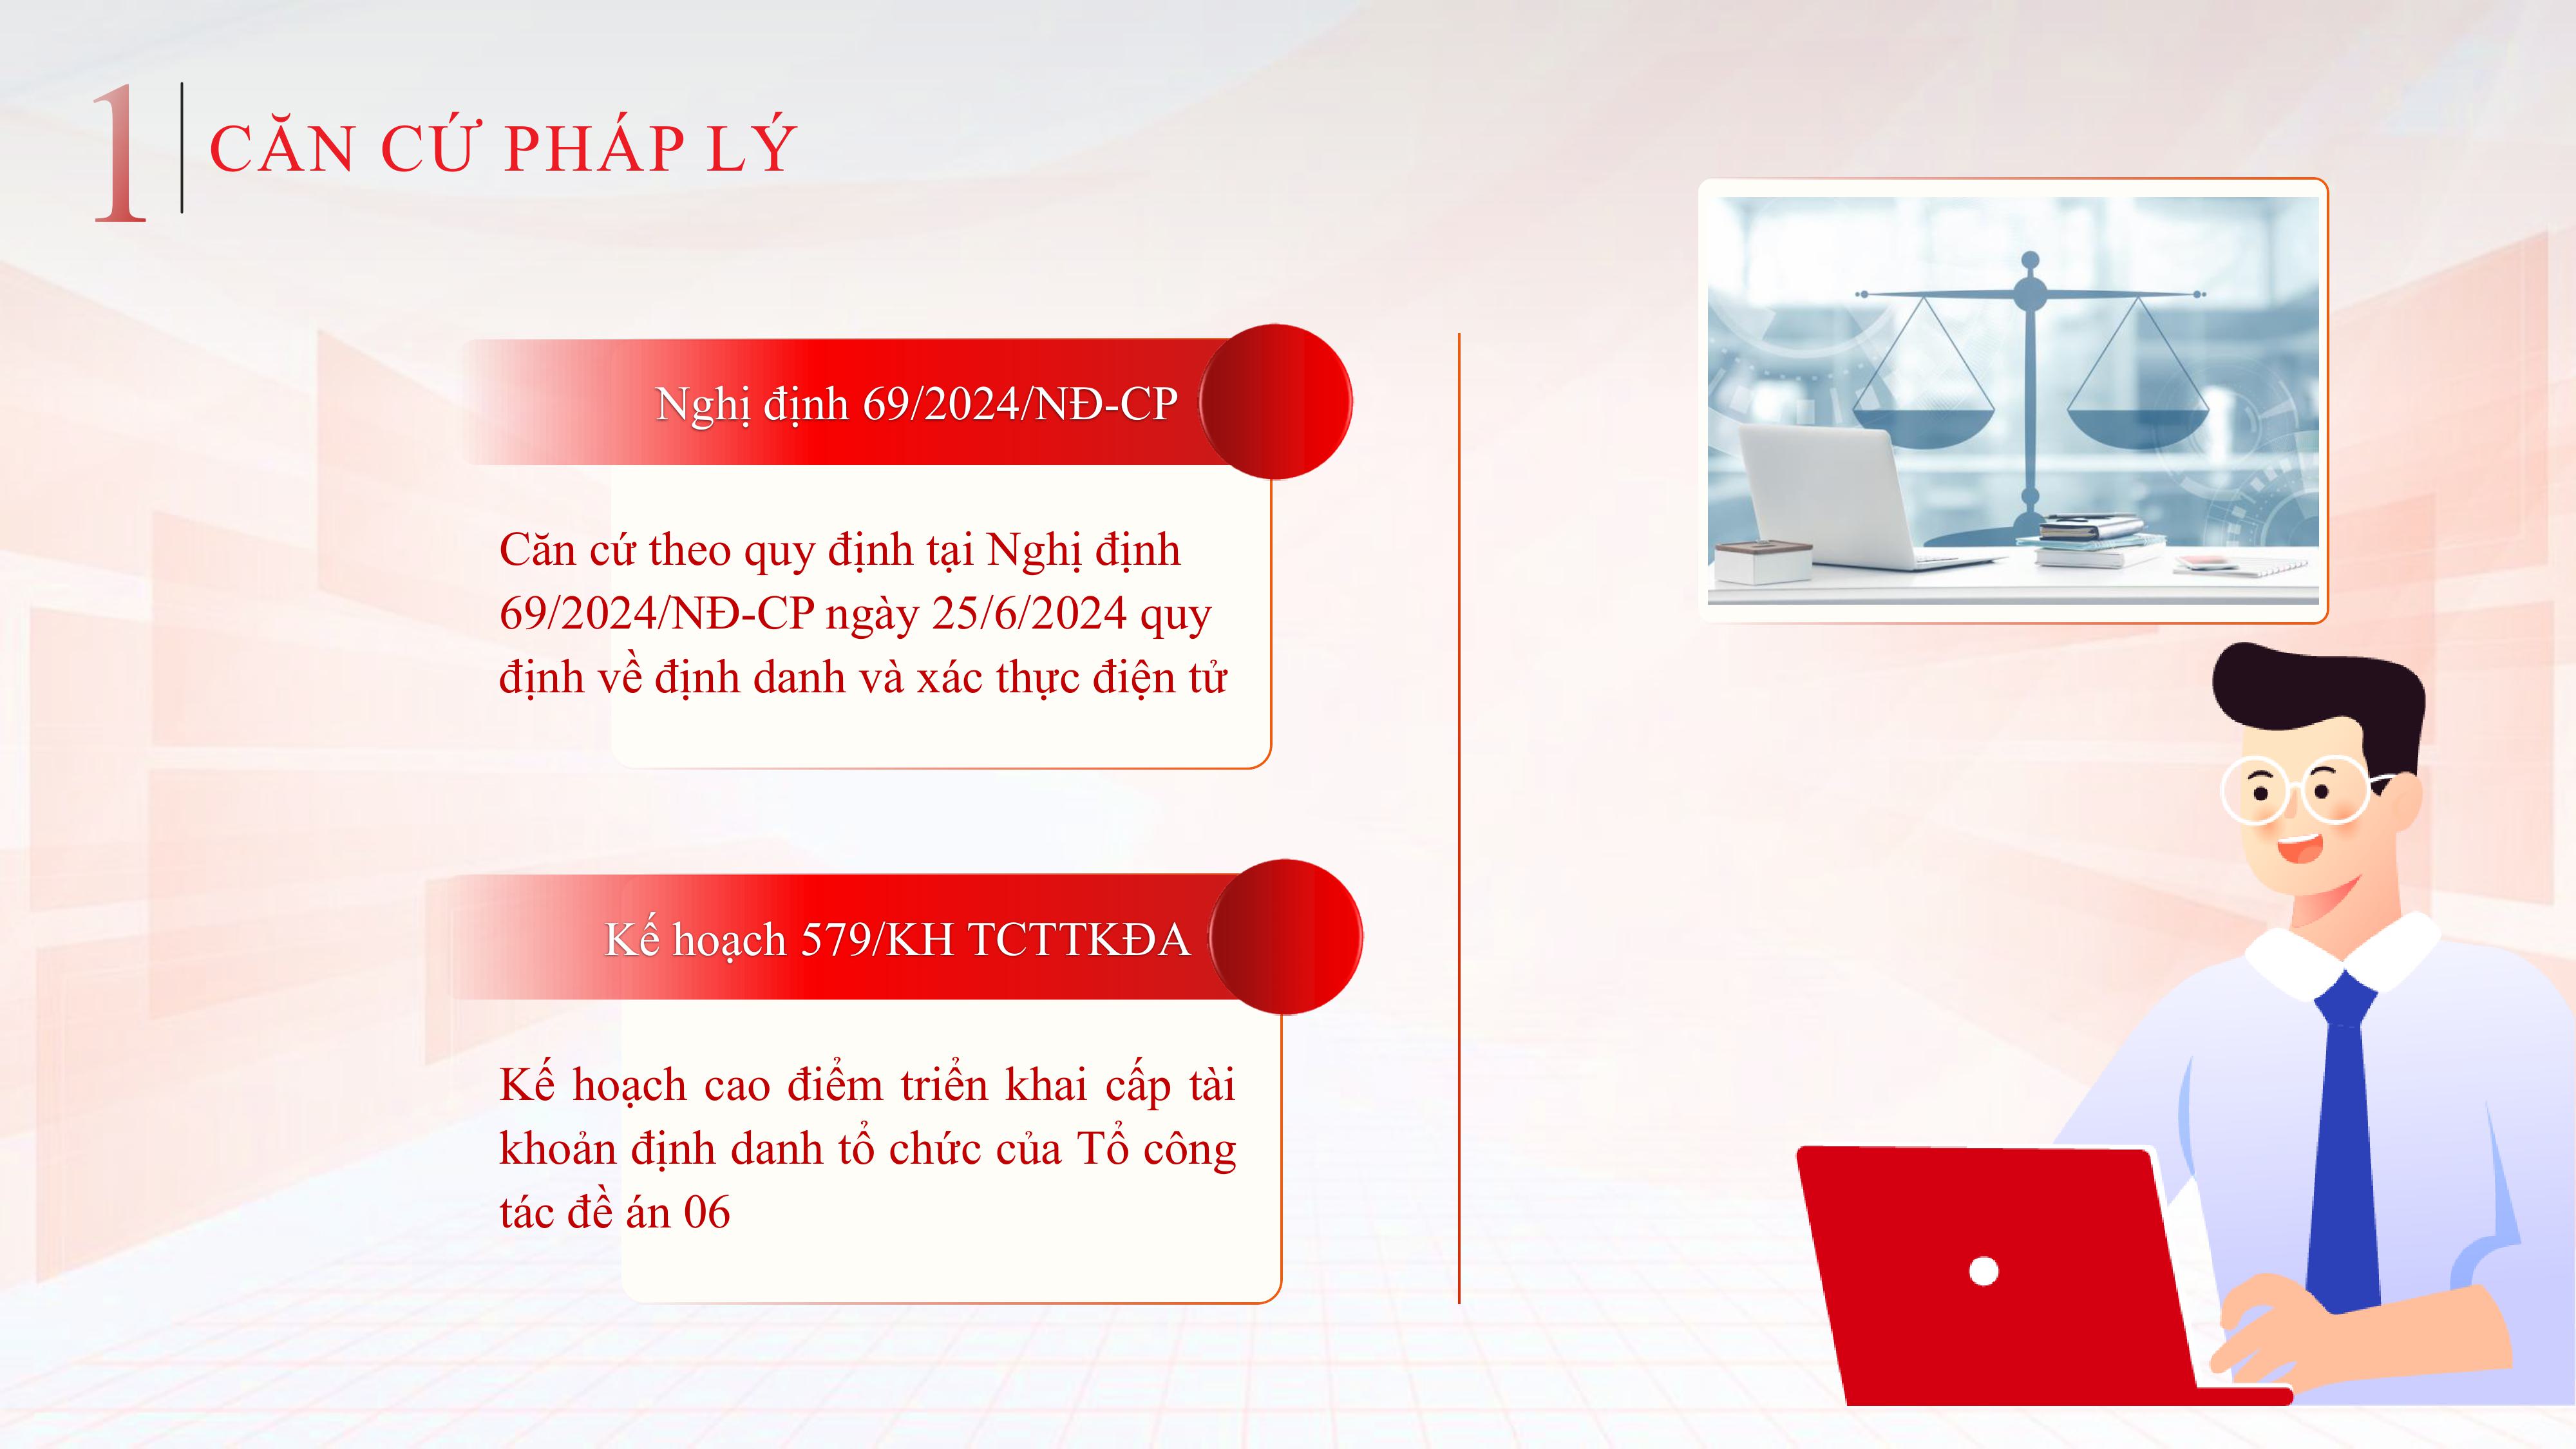 1
CĂN CỨ PHÁP LÝ
Nghị định 69/2024/NĐ-CP
Căn cứ theo quy định tại Nghị định
69/2024/NĐ-CP ngày 25/6/2024 quy
định về định danh và xác thực điện tử
Kế hoạch 579/KH TCTTKĐA
Kế hoạch cao điểm triển khai cấp tài
khoản định danh tổ chức của Tổ công
tác đề án 06